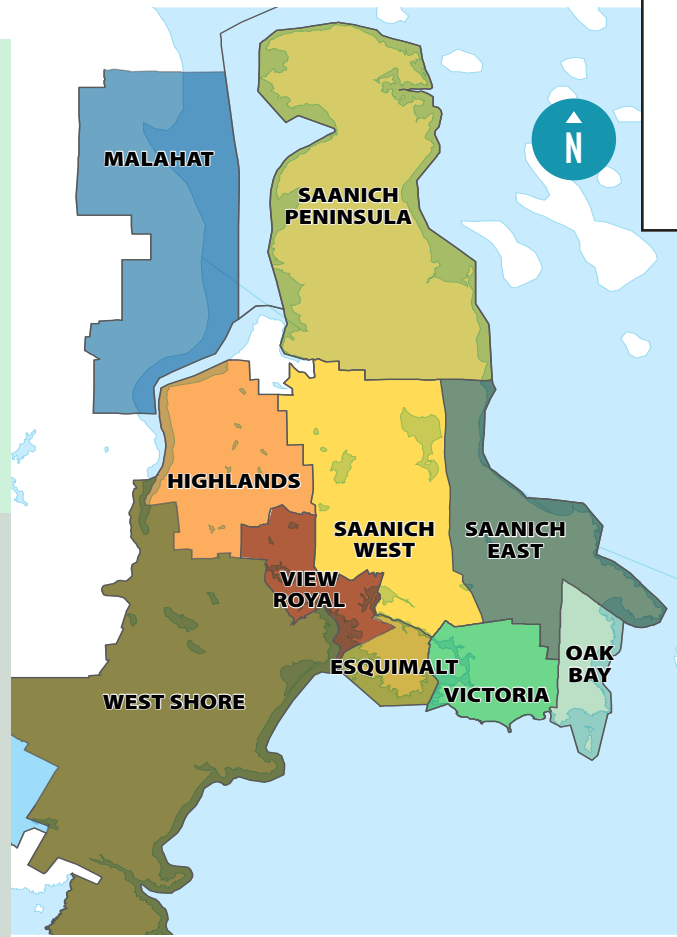 N
MALAHAT
SAANICH
PENINSULA
HIGHLANDS
SAANICH
WEST
SAANICH
EAST
VIEW
ROYAL
ESQUIMALT
OAK
BAY
VICTORIA
WEST SHORE